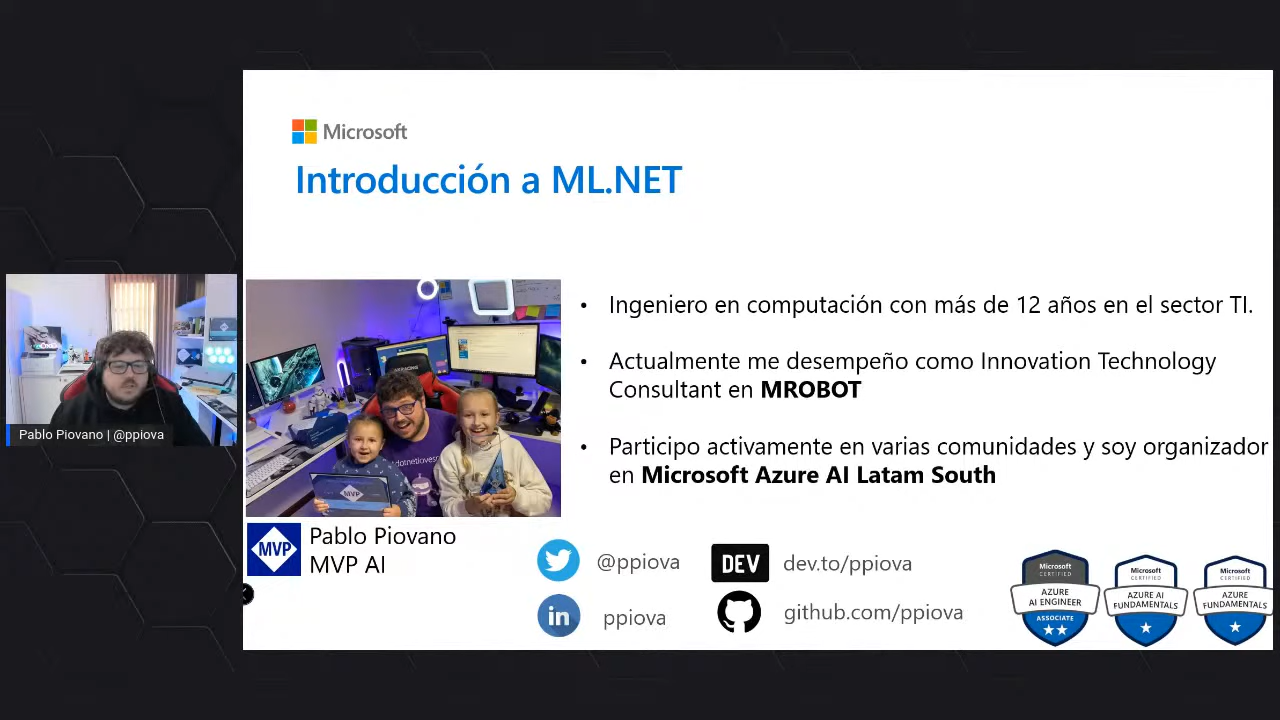 Microsoft
Introducción a ML.NET
• Ingeniero en computación con más de 12 años en el sector TI.
• Actualmente me desempeño como Innovation Technology
Consultant en MROBOT
• Participo activamente en varias comunidades y soy organizador
en Microsoft Azure AI Latam South
Pablo Piovano | @ppiova
MVP
MVP
Pablo Piovano
MVP AI
@ppiova
DEV
dev.to/ppiova
in
ppiova
github.com/ppiova
Microsoft
CERTIFIED
AZURE
AI ENGINEER
ASSOCIATE
Microsoft
CERTIFIED
AZURE AI
FUNDAMENTALS
Microsoft
CERTIFIED
AZURE
FUNDAMENTALS